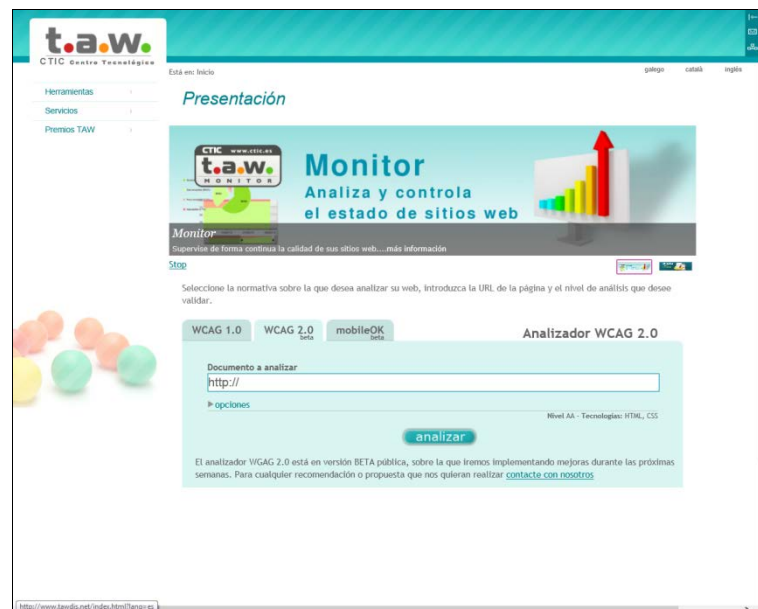 t.a.w.
CTIC Centro Tecnológico
Está en: Inicio
galego català inglés
Herramientas
Servicios
Premios TAW
Presentación
CTIC www.ctic.es
t.a.w.
MONITOR
Monitor
Analiza y controla
el estado de sitios web
Monitor
Supervise de forma continua la calidad de sus sitios web....más información
Stop
Seleccione la normativa sobre la que desea analizar su web, introduzca la URL de la página y el nivel de análisis que desee
validar.
WCAG 1.0
WCAG 2.0
beta
mobileOK
beta
Analizador WCAG 2.0
Documento a analizar
http://
opciones
Nivel AA - Tecnologías: HTML, CSS
analizar
El analizador WGAG 2.0 está en versión BETA pública, sobre la que iremos implementando mejoras durante las próximas
semanas. Para cualquier recomendación o propuesta que nos quieran realizar contacte con nosotros
http://www.tawdis.net/index.html?lang=es